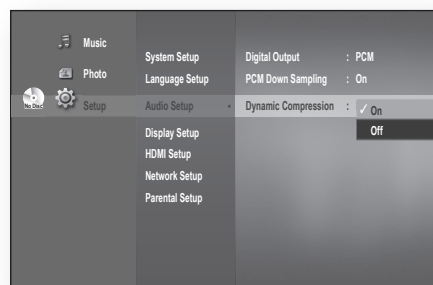 Music
Photo
No Disc
Setup
System Setup
Language Setup
Audio Setup
Display Setup
HDMI Setup
Network Setup
Parental Setup
Digital Output : PCM
PCM Down Sampling : On
Dynamic Compression : ✓ On
Off